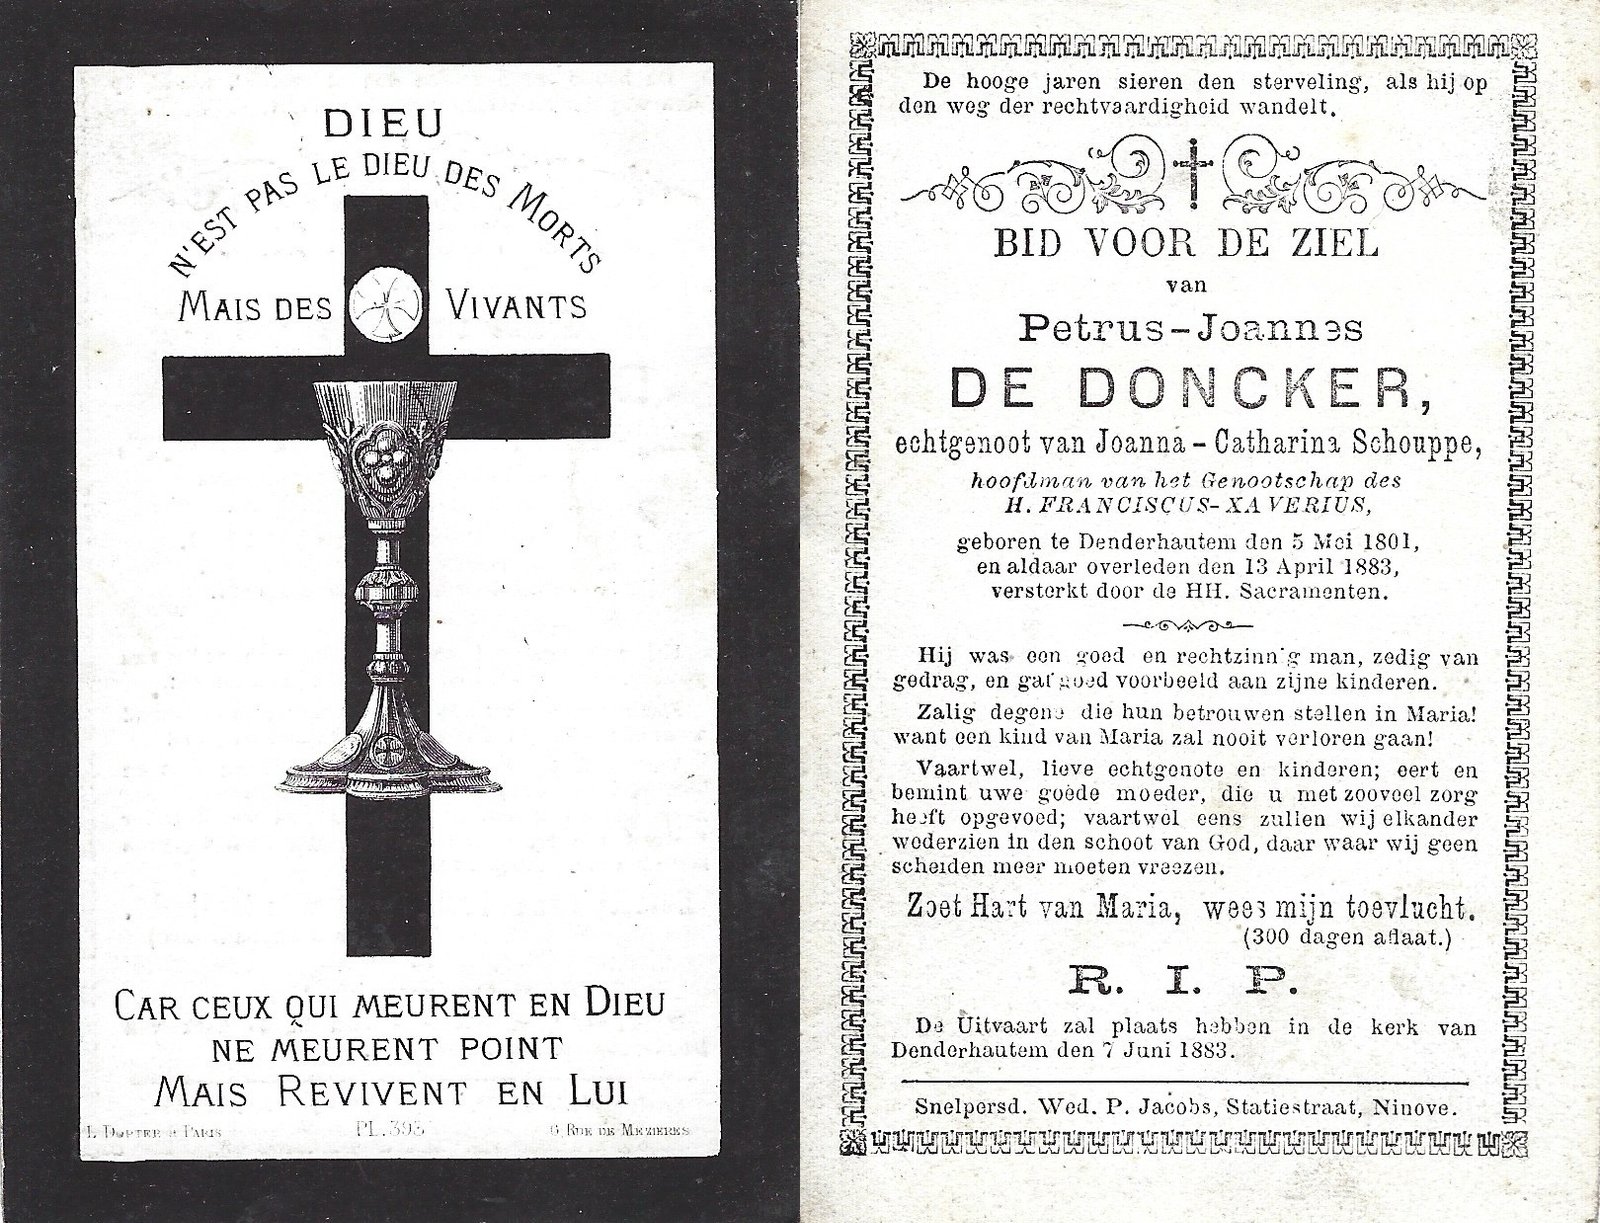 DIEU
N'EST PAS LE DIEU DES MORTS
MAIS DES VIVANTS
CAR CEUX QUI MEURENT EN DIEU
NE MEURENT POINT
MAIS REVIVENT EN LUI
PARIS PL. 393 6, RUE DE MEZIERES
De hooge jaren sieren den sterveling, als hij op
den weg der rechtvaardigheid wandelt.
BID VOOR DE ZIEL
van
Petrus-Joannes
DE DONCKER,
echtgenoot van Joanna-Catharina Schouppe,
hoofdman van het Genootschap des
H. FRANCISCUS-XAVERIUS,
geboren te Denderhautem den 5 Mei 1801,
en aldaar overleden den 13 April 1883,
versterkt door de HH. Sacramenten.
Hij was een goed en rechtzinnig man, zedig van
gedrag, en gaf goed voorbeeld aan zijne kinderen.
Zalig degene die hun betrouwen stellen in Maria!
want een kind van Maria zal nooit verloren gaan!
Vaartwel, lieve echtgenote en kinderen; eert en
bemint uwe goede moeder, die u met zooveel zorg
heeft opgevoed; vaartwel eens zullen wij elkander
wederzien in den schoot van God, daar waar wij geen
scheiden meer moeten vreezen.
Zoet Hart van Maria, wees mijn toevlucht.
(300 dagen aflaat.)
R. I. P.
De Uitvaart zal plaats hebben in de kerk van
Denderhautem den 7 Juni 1883.
Snelpersd. Wed. P. Jacobs, Statiestraat, Ninove.